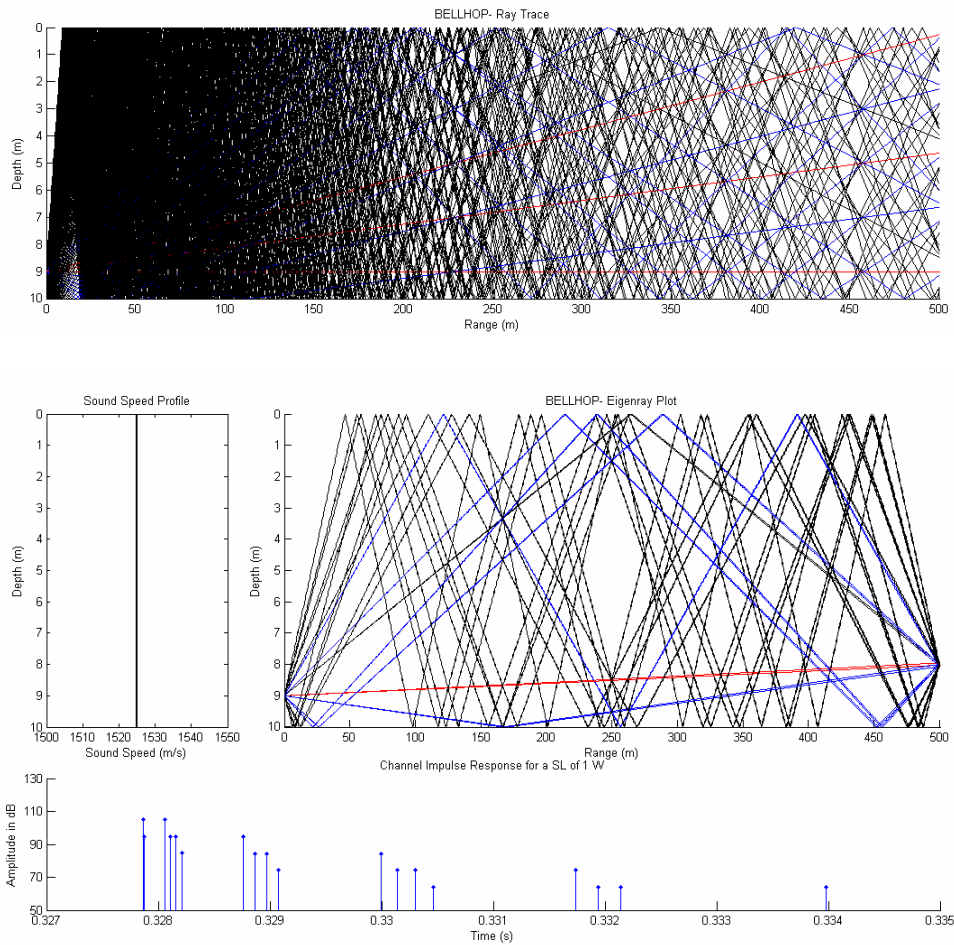 BELLHOP- Ray Trace
0
1
2
3
4
5
6
7
8
9
10
Depth (m)
0 50 100 150 200 250 300 350 400 450 500
Range (m)
Sound Speed Profile
0
1
2
3
4
5
6
7
8
9
10
Depth (m)
1500 1510 1520 1530 1540 1550
Sound Speed (m/s)
BELLHOP- Eigenray Plot
0
1
2
3
4
5
6
7
8
9
10
Depth (m)
0 50 100 150 200 250 300 350 400 450 500
Range (m)
Channel Impulse Response for a SL of 1 W
130
110
90
70
50
Amplitude in dB
0.327 0.328 0.329 0.33 0.331 0.332 0.333 0.334 0.335
Time (s)